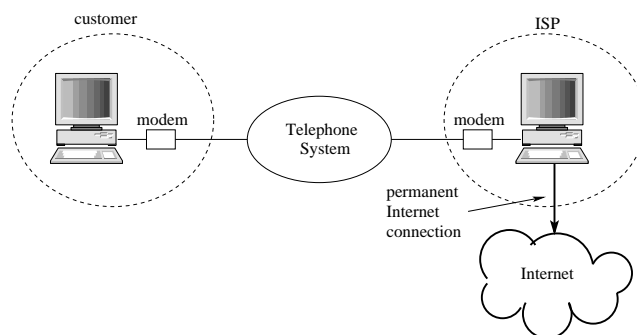 customer
ISP
modem
Telephone
System
modem
permanent
Internet
connection
Internet